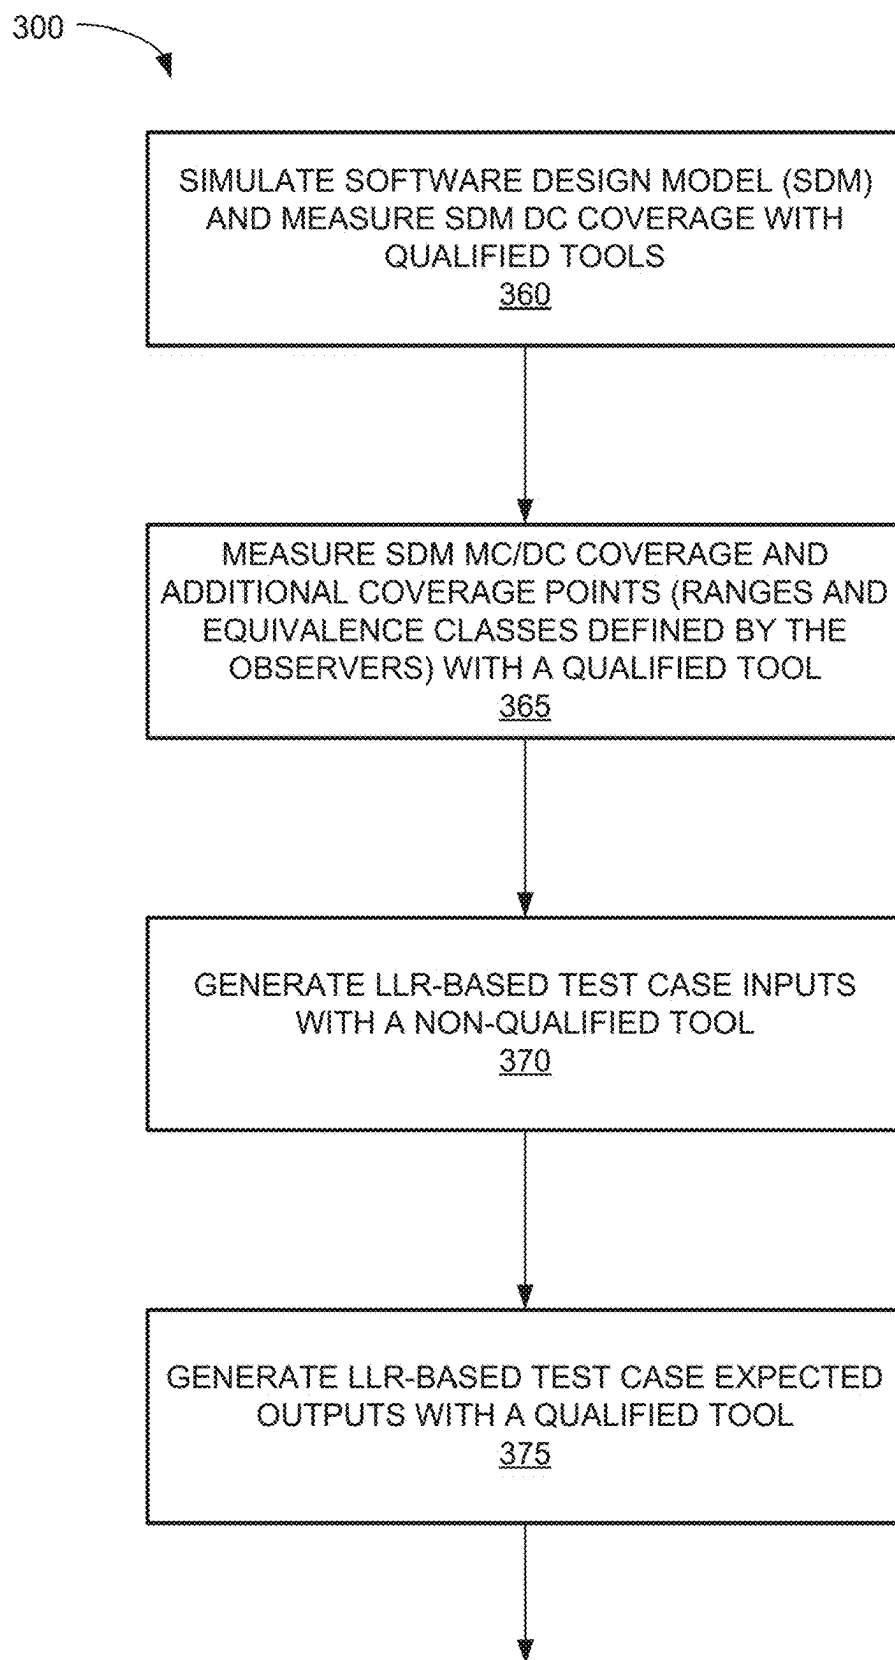 300
SIMULATE SOFTWARE DESIGN MODEL (SDM)
AND MEASURE SDM DC COVERAGE WITH
QUALIFIED TOOLS
360
MEASURE SDM MC/DC COVERAGE AND
ADDITIONAL COVERAGE POINTS (RANGES AND
EQUIVALENCE CLASSES DEFINED BY THE
OBSERVERS) WITH A QUALIFIED TOOL
365
GENERATE LLR-BASED TEST CASE INPUTS
WITH A NON-QUALIFIED TOOL
370
GENERATE LLR-BASED TEST CASE EXPECTED
OUTPUTS WITH A QUALIFIED TOOL
375